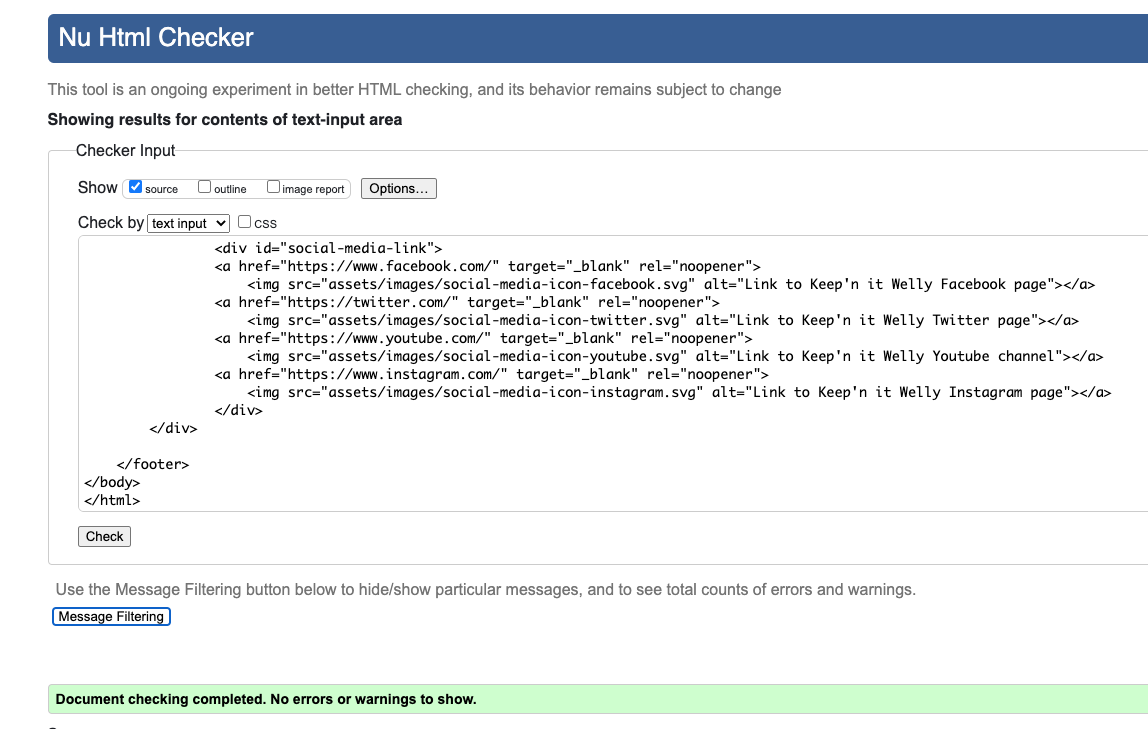 Nu Html Checker
This tool is an ongoing experiment in better HTML checking, and its behavior remains subject to change
Showing results for contents of text-input area
Checker Input
Show source outline image report Options...
Check by text input CSS
<div id="social-media-link">
<a href="https://www.facebook.com/" target="_blank" rel="noopener">
<img src="assets/images/social-media-icon-facebook.svg" alt="Link to Keep'n it Welly Facebook page"></a>
<a href="https://twitter.com/" target="_blank" rel="noopener">
<img src="assets/images/social-media-icon-twitter.svg" alt="Link to Keep'n it Welly Twitter page"></a>
<a href="https://www.youtube.com/" target="_blank" rel="noopener">
<img src="assets/images/social-media-icon-youtube.svg" alt="Link to Keep'n it Welly Youtube channel"></a>
<a href="https://www.instagram.com/" target="_blank" rel="noopener">
<img src="assets/images/social-media-icon-instagram.svg" alt="Link to Keep'n it Welly Instagram page"></a>
</div>
</div>
</footer>
</body>
</html>
Check
Use the Message Filtering button below to hide/show particular messages, and to see total counts of errors and warnings.
Message Filtering
Document checking completed. No errors or warnings to show.